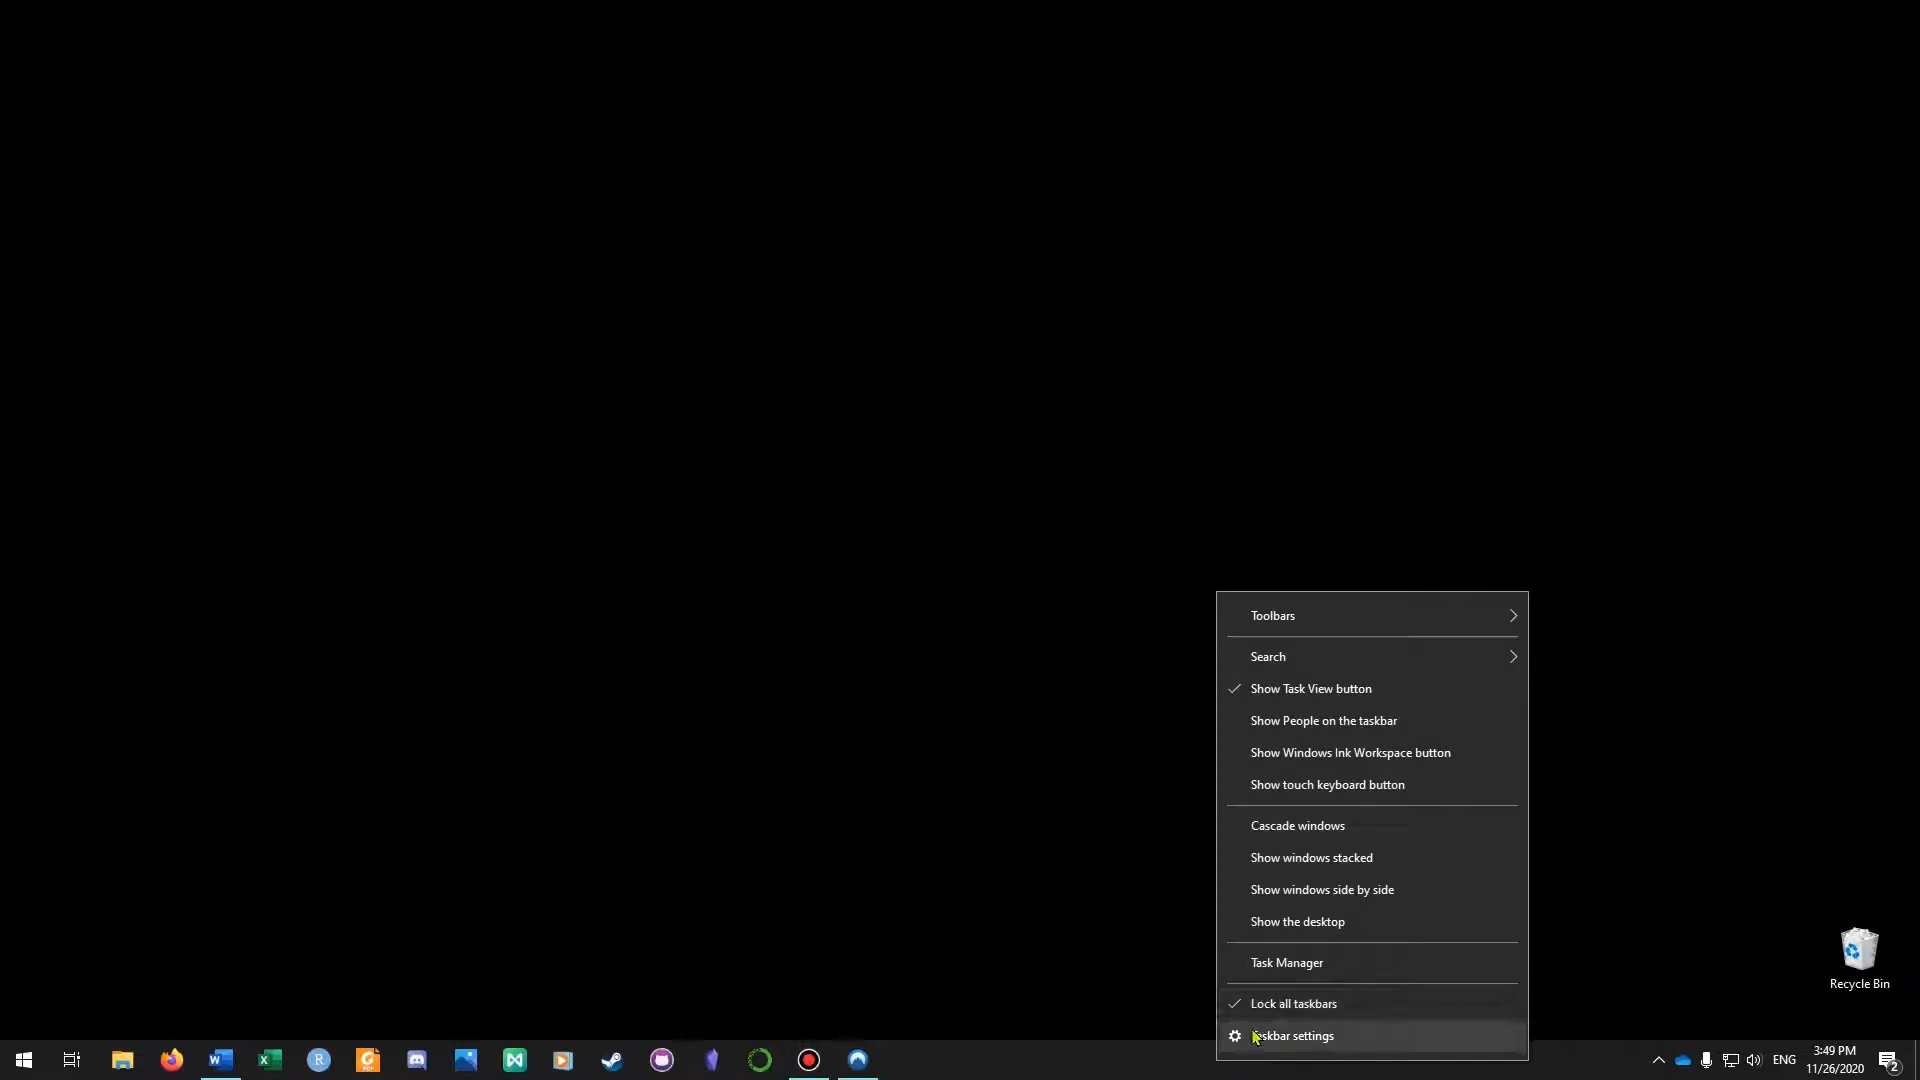 Toolbars
Search
Show Task View button
Show People on the taskbar
Show Windows Ink Workspace button
Show touch keyboard button
Cascade windows
Show windows stacked
Show windows side by side
Show the desktop
Task Manager
Lock all taskbars
Taskbar settings
Recycle Bin
ENG
3:49 PM
11/26/2020
2